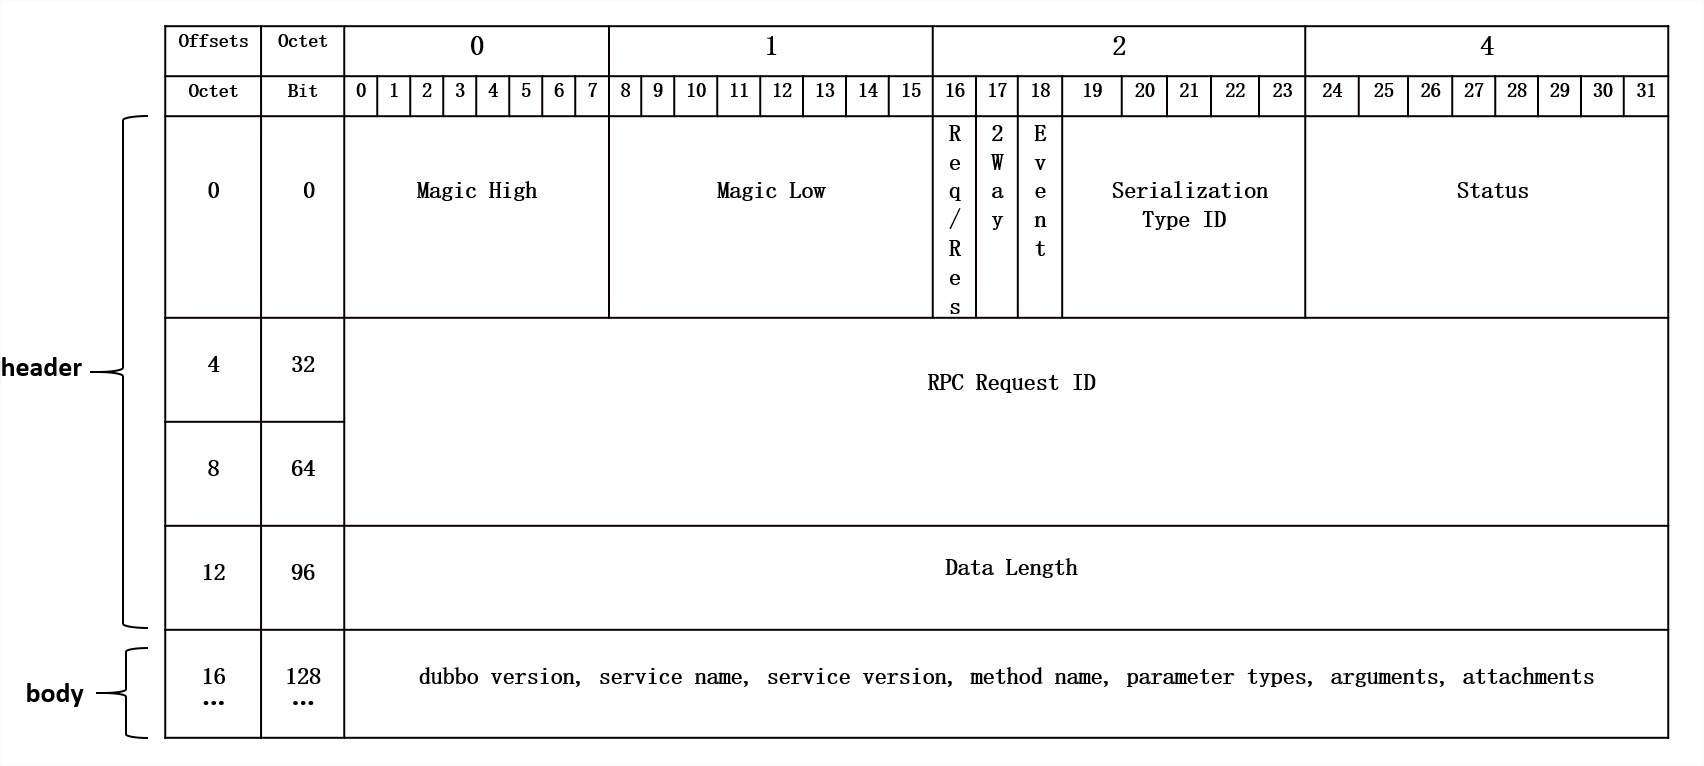 Offsets Octet 0 1 2 4
Octet Bit 0 1 2 3 4 5 6 7 8 9 10 11 12 13 14 15 16 17 18 19 20 21 22 23 24 25 26 27 28 29 30 31
0 0 Magic High Magic Low Req/Res 2Way Event Serialization Type ID Status
header
4 32 RPC Request ID
8 64
12 96 Data Length
body
16 128 dubbo version, service name, service version, method name, parameter types, arguments, attachments
... ...